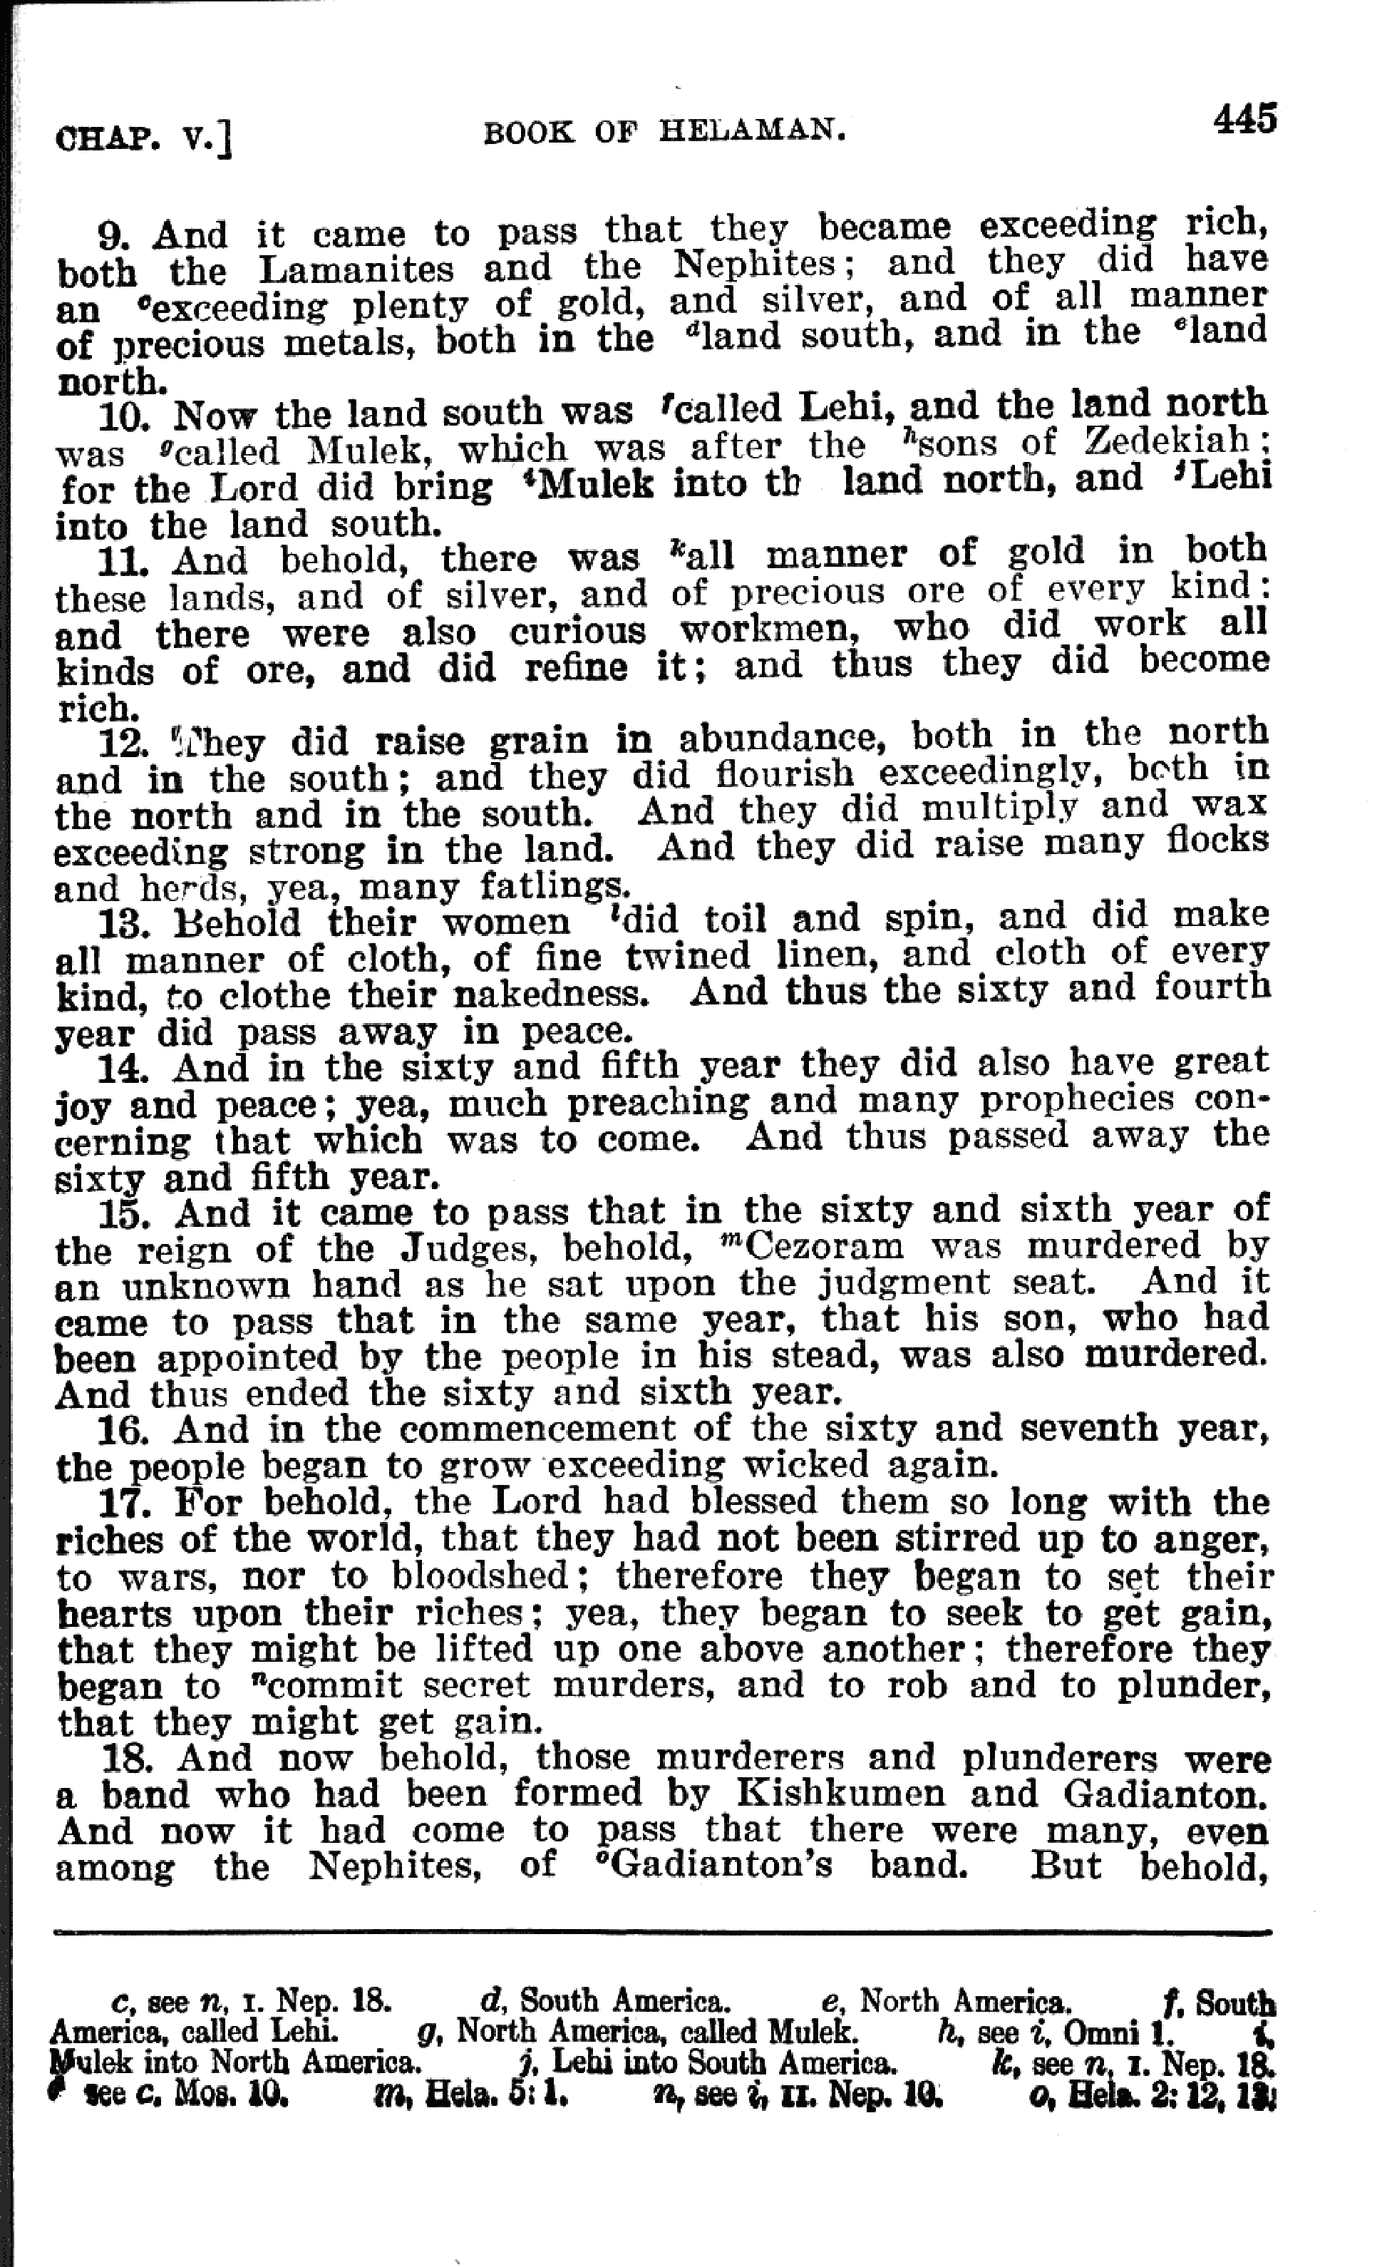 CHAP. V.] BOOK OF HELAMAN. 445
9. And it came to pass that they became exceeding rich,
both the Lamanites and the Nephites; and they did have
an ᶜexceeding plenty of gold, and silver, and of all manner
of precious metals, both in the ᵈland south, and in the ᵉland
north.
10. Now the land south was ᶠcalled Lehi, and the land north
was ᵍcalled Mulek, which was after the ʰsons of Zedekiah;
for the Lord did bring ⁱMulek into th land north, and ʲLehi
into the land south.
11. And behold, there was ᵏall manner of gold in both
these lands, and of silver, and of precious ore of every kind:
and there were also curious workmen, who did work all
kinds of ore, and did refine it; and thus they did become
rich.
12. They did raise grain in abundance, both in the north
and in the south; and they did flourish exceedingly, both in
the north and in the south. And they did multiply and wax
exceeding strong in the land. And they did raise many flocks
and herds, yea, many fatlings.
13. Behold their women ˡdid toil and spin, and did make
all manner of cloth, of fine twined linen, and cloth of every
kind, to clothe their nakedness. And thus the sixty and fourth
year did pass away in peace.
14. And in the sixty and fifth year they did also have great
joy and peace; yea, much preaching and many prophecies con-
cerning that which was to come. And thus passed away the
sixty and fifth year.
15. And it came to pass that in the sixty and sixth year of
the reign of the Judges, behold, ᵐCezoram was murdered by
an unknown hand as he sat upon the judgment seat. And it
came to pass that in the same year, that his son, who had
been appointed by the people in his stead, was also murdered.
And thus ended the sixty and sixth year.
16. And in the commencement of the sixty and seventh year,
the people began to grow exceeding wicked again.
17. For behold, the Lord had blessed them so long with the
riches of the world, that they had not been stirred up to anger,
to wars, nor to bloodshed; therefore they began to set their
hearts upon their riches; yea, they began to seek to get gain,
that they might be lifted up one above another; therefore they
began to ⁿcommit secret murders, and to rob and to plunder,
that they might get gain.
18. And now behold, those murderers and plunderers were
a band who had been formed by Kishkumen and Gadianton.
And now it had come to pass that there were many, even
among the Nephites, of ᵒGadianton's band. But behold,
c, see n, I. Nep. 18. d, South America. e, North America. f, South
America, called Lehi. g, North America, called Mulek. h, see i, Omni 1. i,
Mulek into North America. j, Lehi into South America. k, see n, I. Nep. 18.
see c, Mos. 10. m, Hela. 5: 1. n, see i, II. Nep. 10. o, Hela. 2: 12, 13;